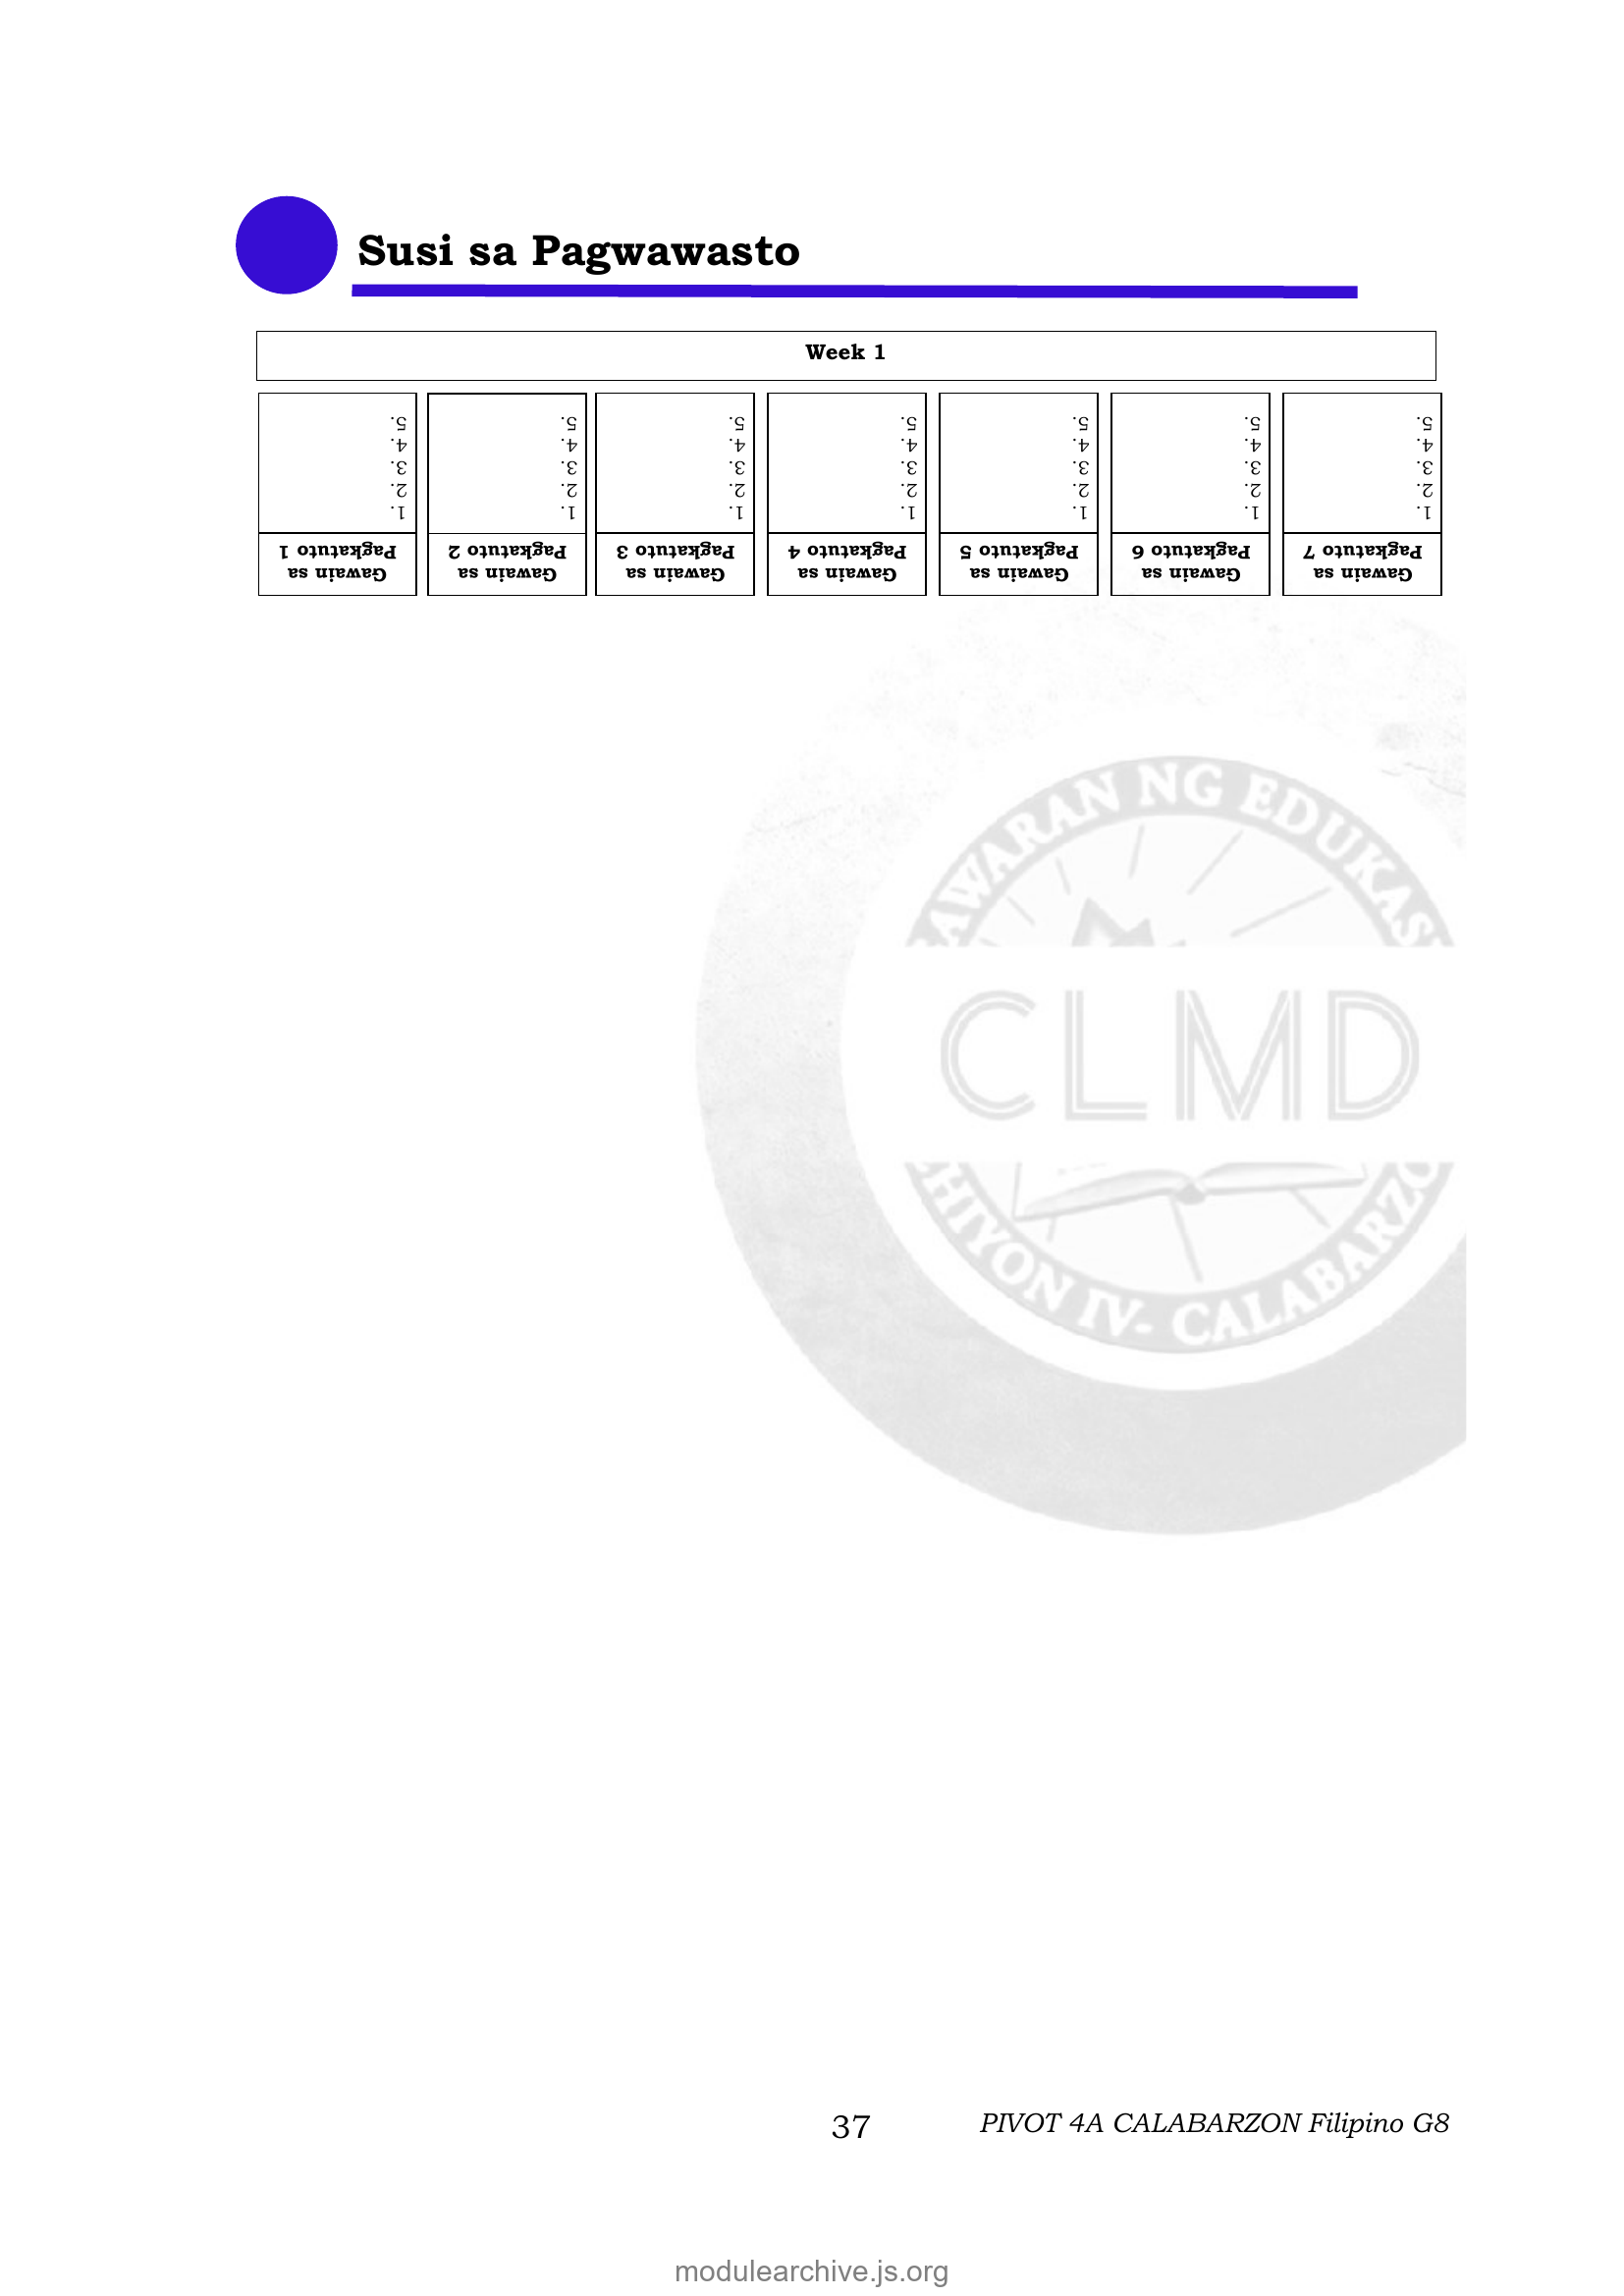 Susi sa Pagwawasto
Week 1
Gawain sa
Pagkatuto 1
1.
2.
3.
4.
5.
Gawain sa
Pagkatuto 2
1.
2.
3.
4.
5.
Gawain sa
Pagkatuto 3
1.
2.
3.
4.
5.
Gawain sa
Pagkatuto 4
1.
2.
3.
4.
5.
Gawain sa
Pagkatuto 5
1.
2.
3.
4.
5.
Gawain sa
Pagkatuto 6
1.
2.
3.
4.
5.
Gawain sa
Pagkatuto 7
1.
2.
3.
4.
5.
AWARAN NG EDUKAS
CLMD
HIYON IV- CALABARZO
37
PIVOT 4A CALABARZON Filipino G8
modulearchive.js.org